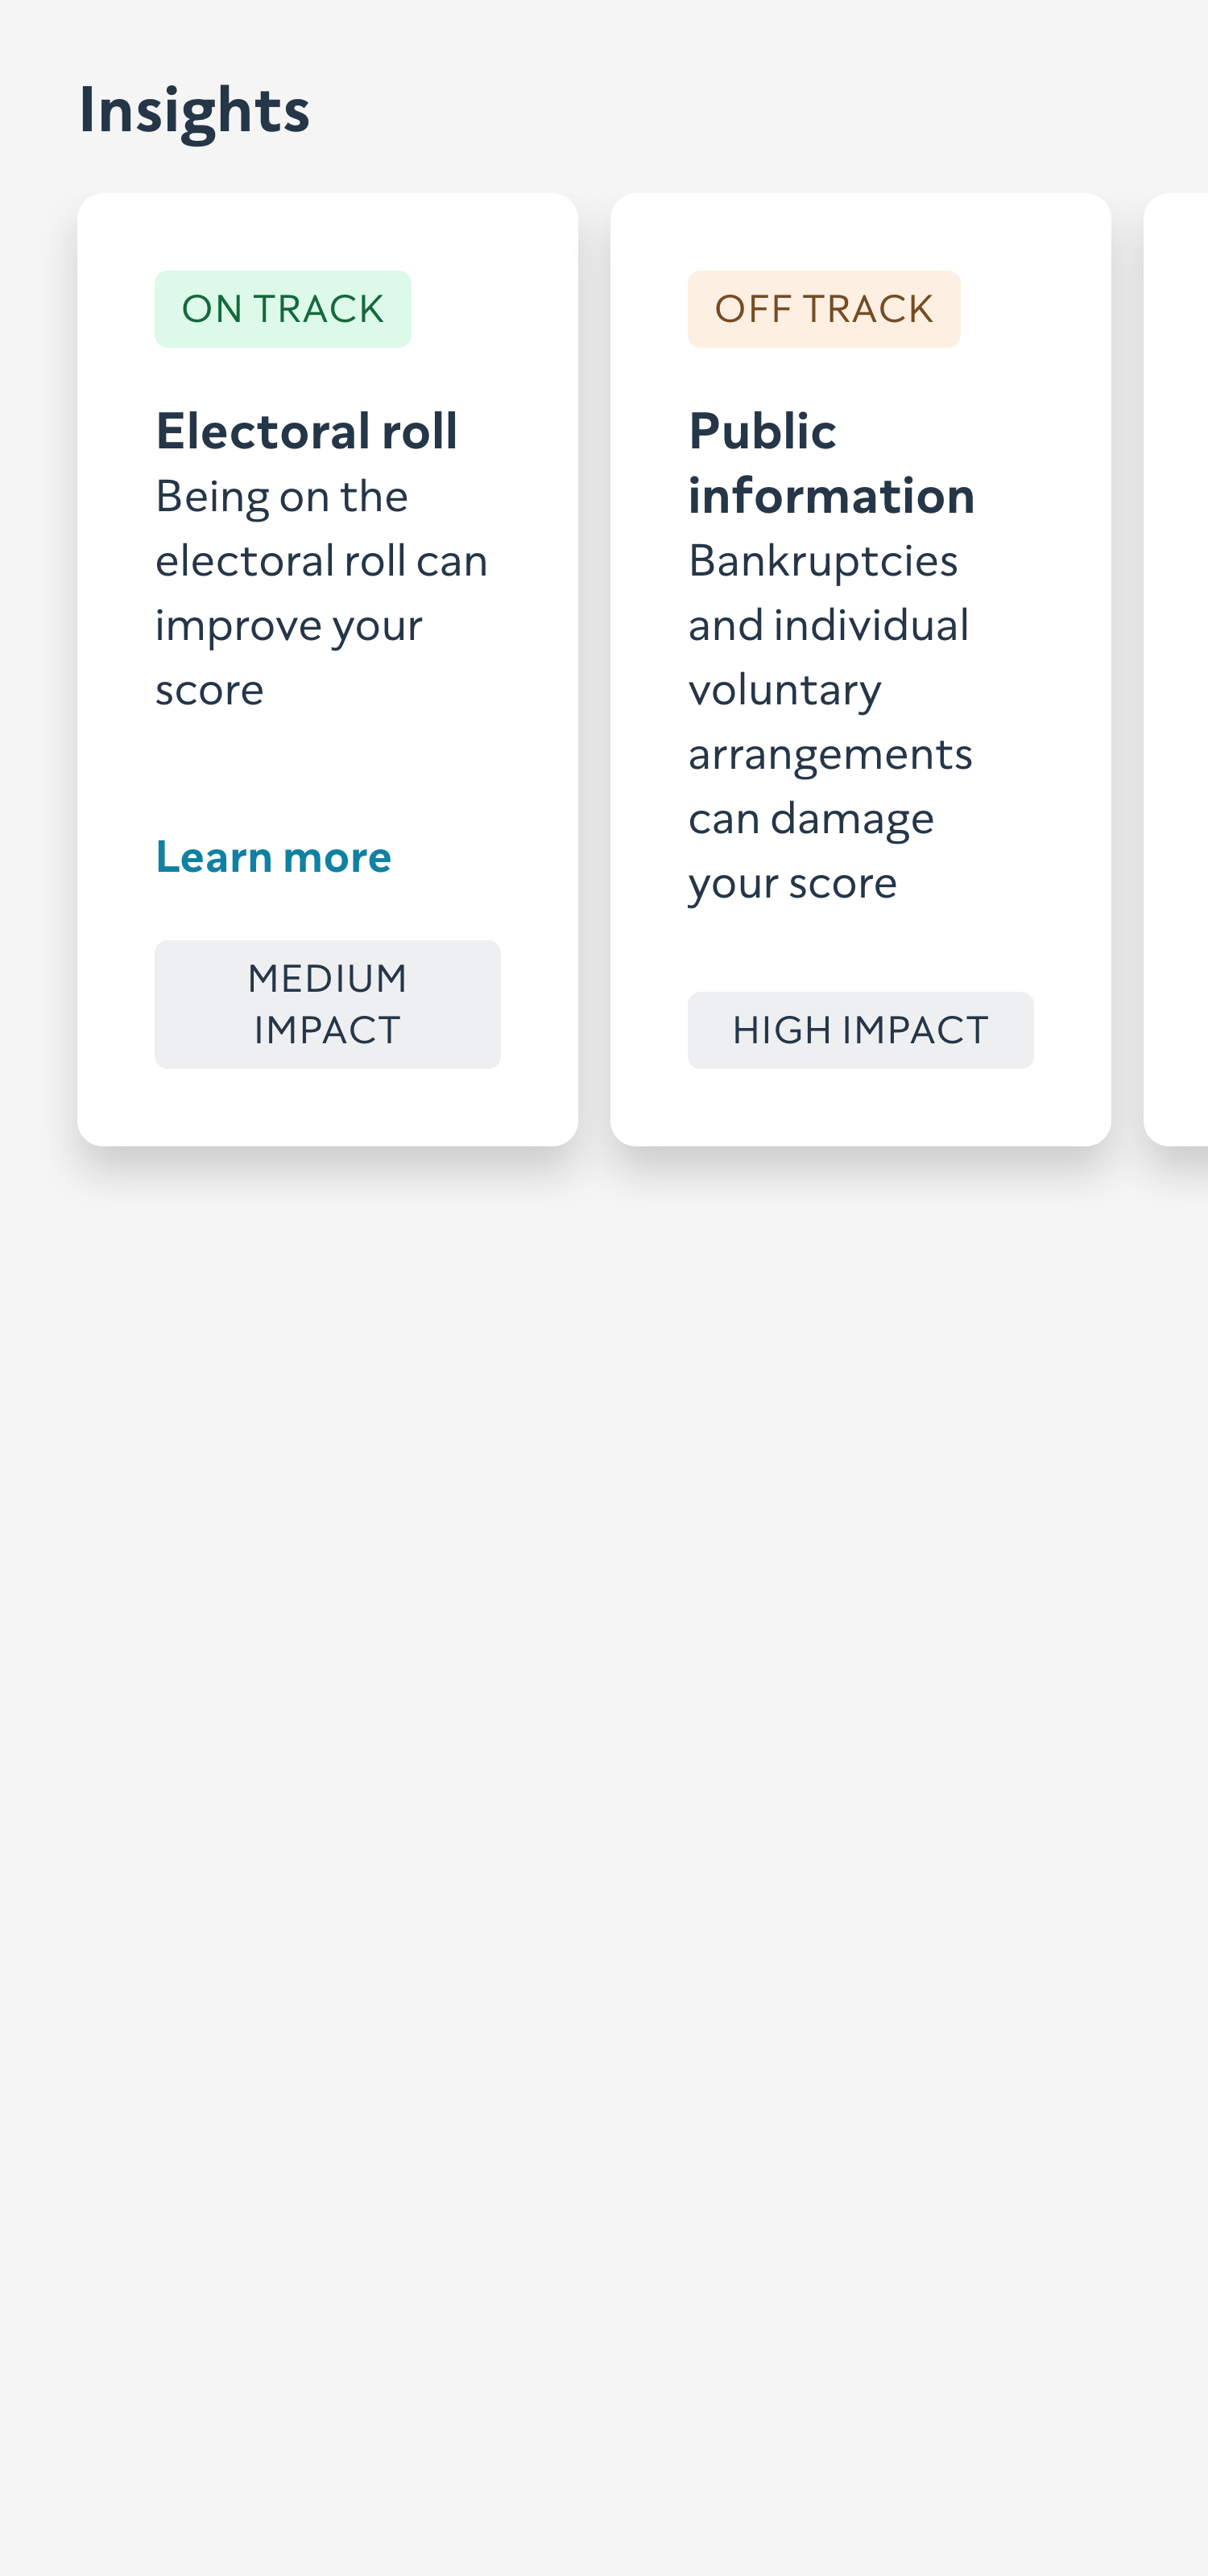 Insights
ON TRACK
Electoral roll
Being on the
electoral roll can
improve your
score
Learn more
MEDIUM
IMPACT
OFF TRACK
Public
information
Bankruptcies
and individual
voluntary
arrangements
can damage
your score
HIGH IMPACT